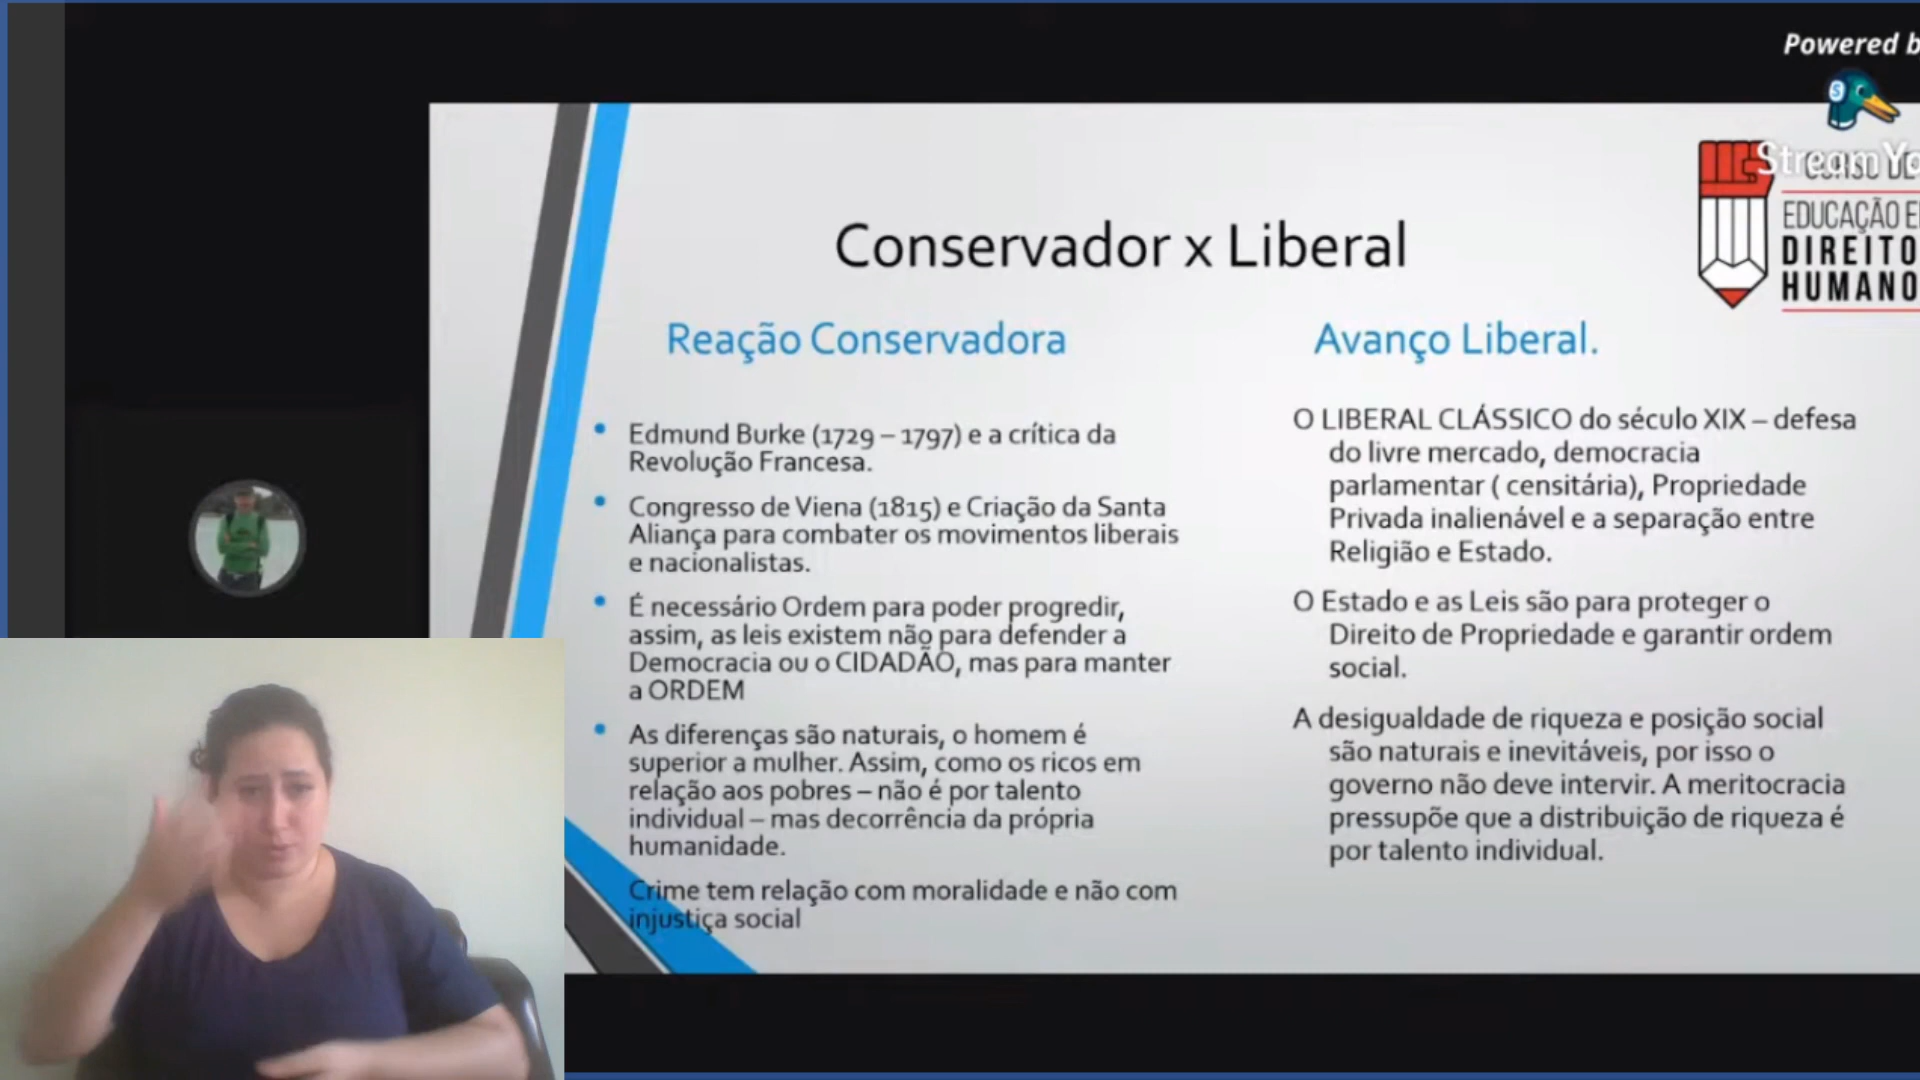 Powered b
StreamYa
CURSO DE
EDUCAÇÃO E
DIREITO
HUMANO
Conservador x Liberal
Reação Conservadora
• Edmund Burke (1729 – 1797) e a crítica da
Revolução Francesa.
• Congresso de Viena (1815) e Criação da Santa
Aliança para combater os movimentos liberais
e nacionalistas.
• É necessário Ordem para poder progredir,
assim, as leis existem não para defender a
Democracia ou o CIDADÃO, mas para manter
a ORDEM
• As diferenças são naturais, o homem é
superior a mulher. Assim, como os ricos em
relação aos pobres – não é por talento
individual – mas decorrência da própria
humanidade.
Crime tem relação com moralidade e não com
injustiça social
Avanço Liberal.
O LIBERAL CLÁSSICO do século XIX – defesa
do livre mercado, democracia
parlamentar ( censitária), Propriedade
Privada inalienável e a separação entre
Religião e Estado.
O Estado e as Leis são para proteger o
Direito de Propriedade e garantir ordem
social.
A desigualdade de riqueza e posição social
são naturais e inevitáveis, por isso o
governo não deve intervir. A meritocracia
pressupõe que a distribuição de riqueza é
por talento individual.